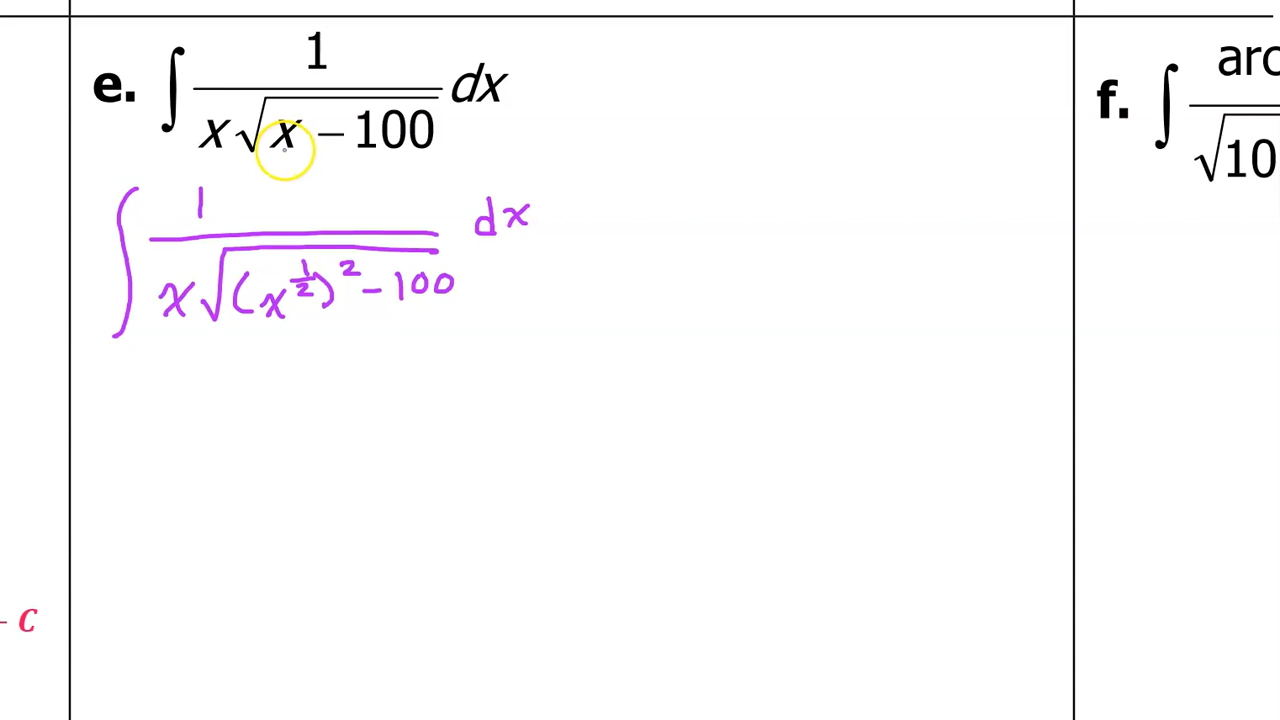 e. ∫ 1 / (x√(x − 100)) dx
f. ∫ arc / √10
∫ 1 / (x√((x^(1/2))^2 − 100)) dx
– C